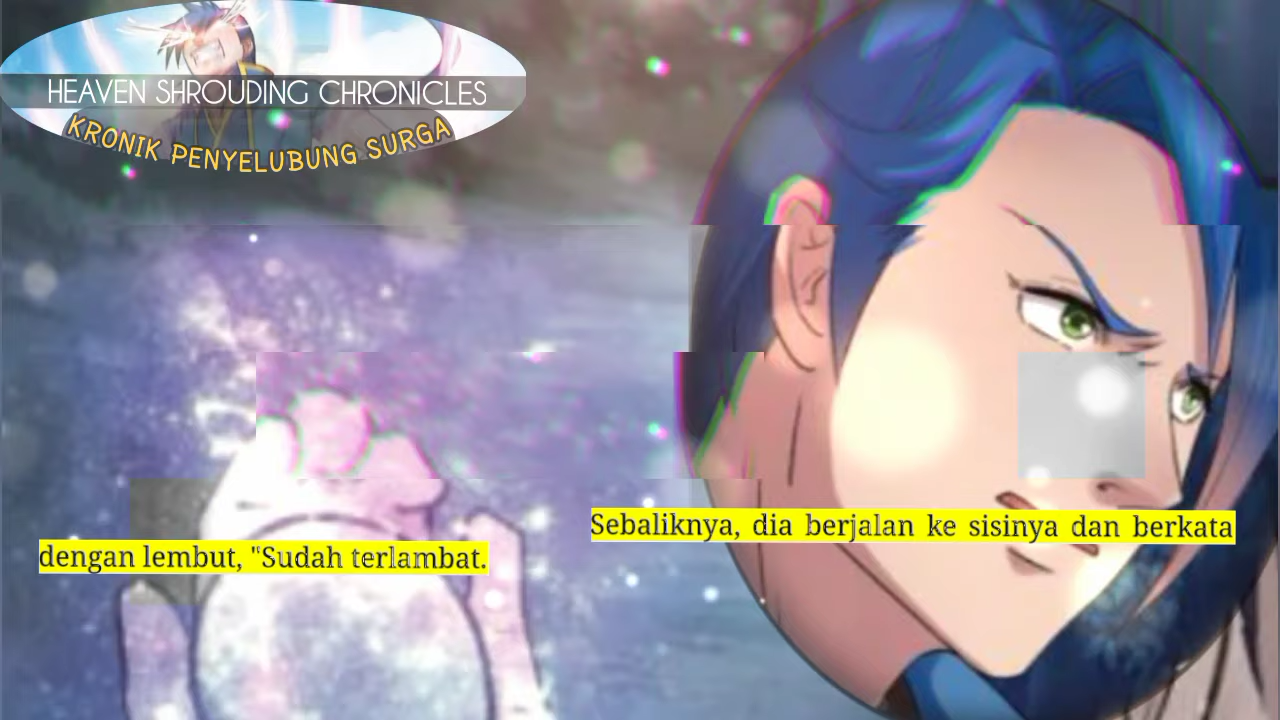 HEAVEN SHROUDING CHRONICLES
KRONIK PENYELUBUNG SURGA
Sebaliknya, dia berjalan ke sisinya dan berkata
dengan lembut, "Sudah terlambat.